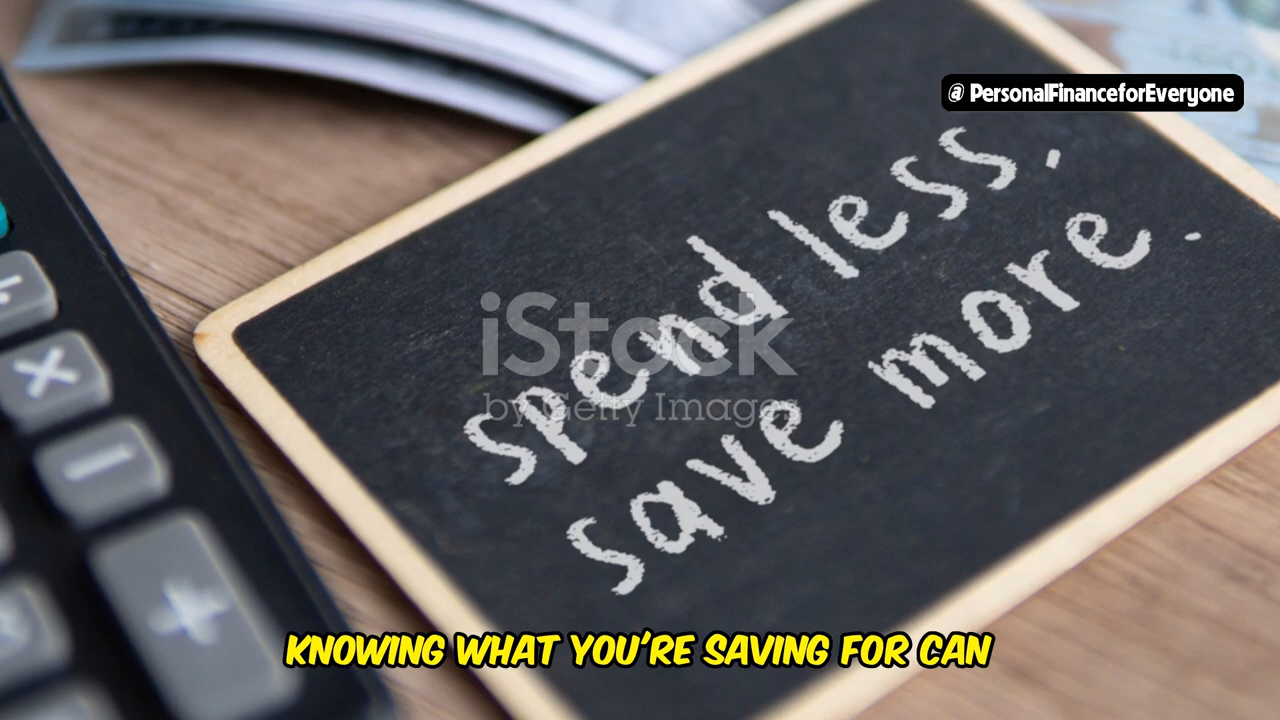 @ PersonalFinanceforEveryone
spend less,
save more.
iStock
by Getty Images
÷
×
−
+
KNOWING WHAT YOU'RE SAVING FOR CAN